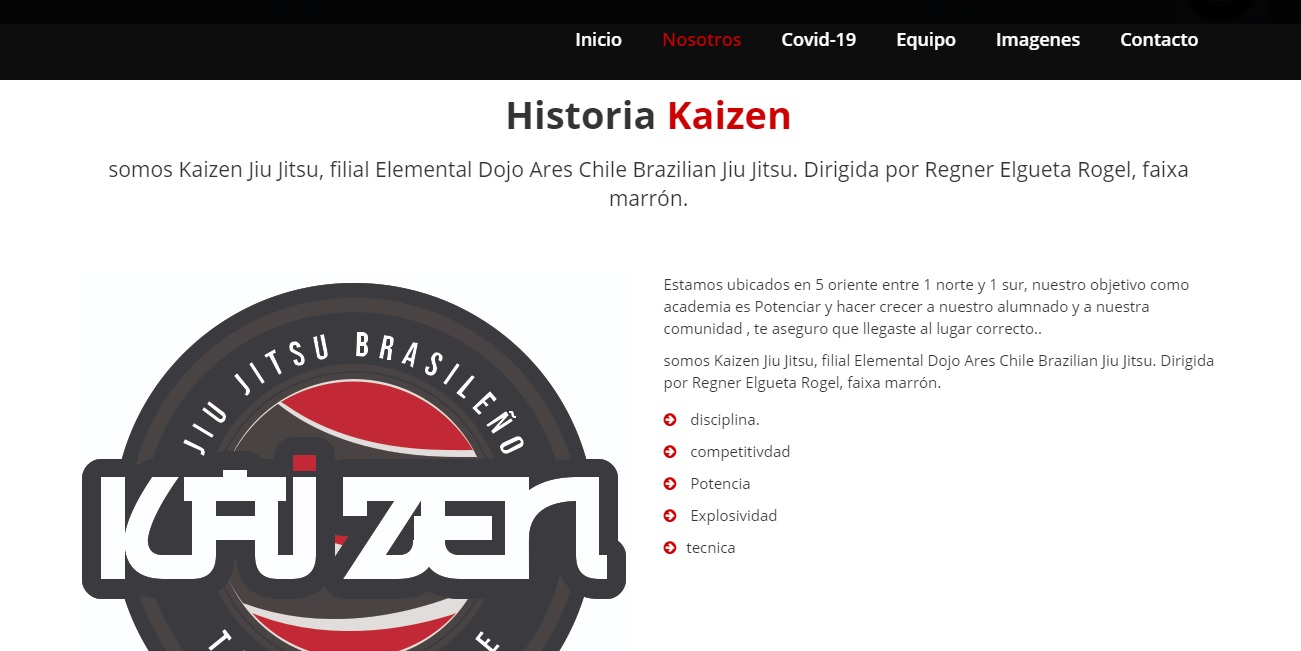 Inicio Nosotros Covid-19 Equipo Imagenes Contacto
Historia Kaizen
somos Kaizen Jiu Jitsu, filial Elemental Dojo Ares Chile Brazilian Jiu Jitsu. Dirigida por Regner Elgueta Rogel, faixa
marrón.
JIU JITSU BRASILEÑO
KAIZEN
Estamos ubicados en 5 oriente entre 1 norte y 1 sur, nuestro objetivo como
academia es Potenciar y hacer crecer a nuestro alumnado y a nuestra
comunidad , te aseguro que llegaste al lugar correcto..
somos Kaizen Jiu Jitsu, filial Elemental Dojo Ares Chile Brazilian Jiu Jitsu. Dirigida
por Regner Elgueta Rogel, faixa marrón.
disciplina.
competitivdad
Potencia
Explosividad
tecnica